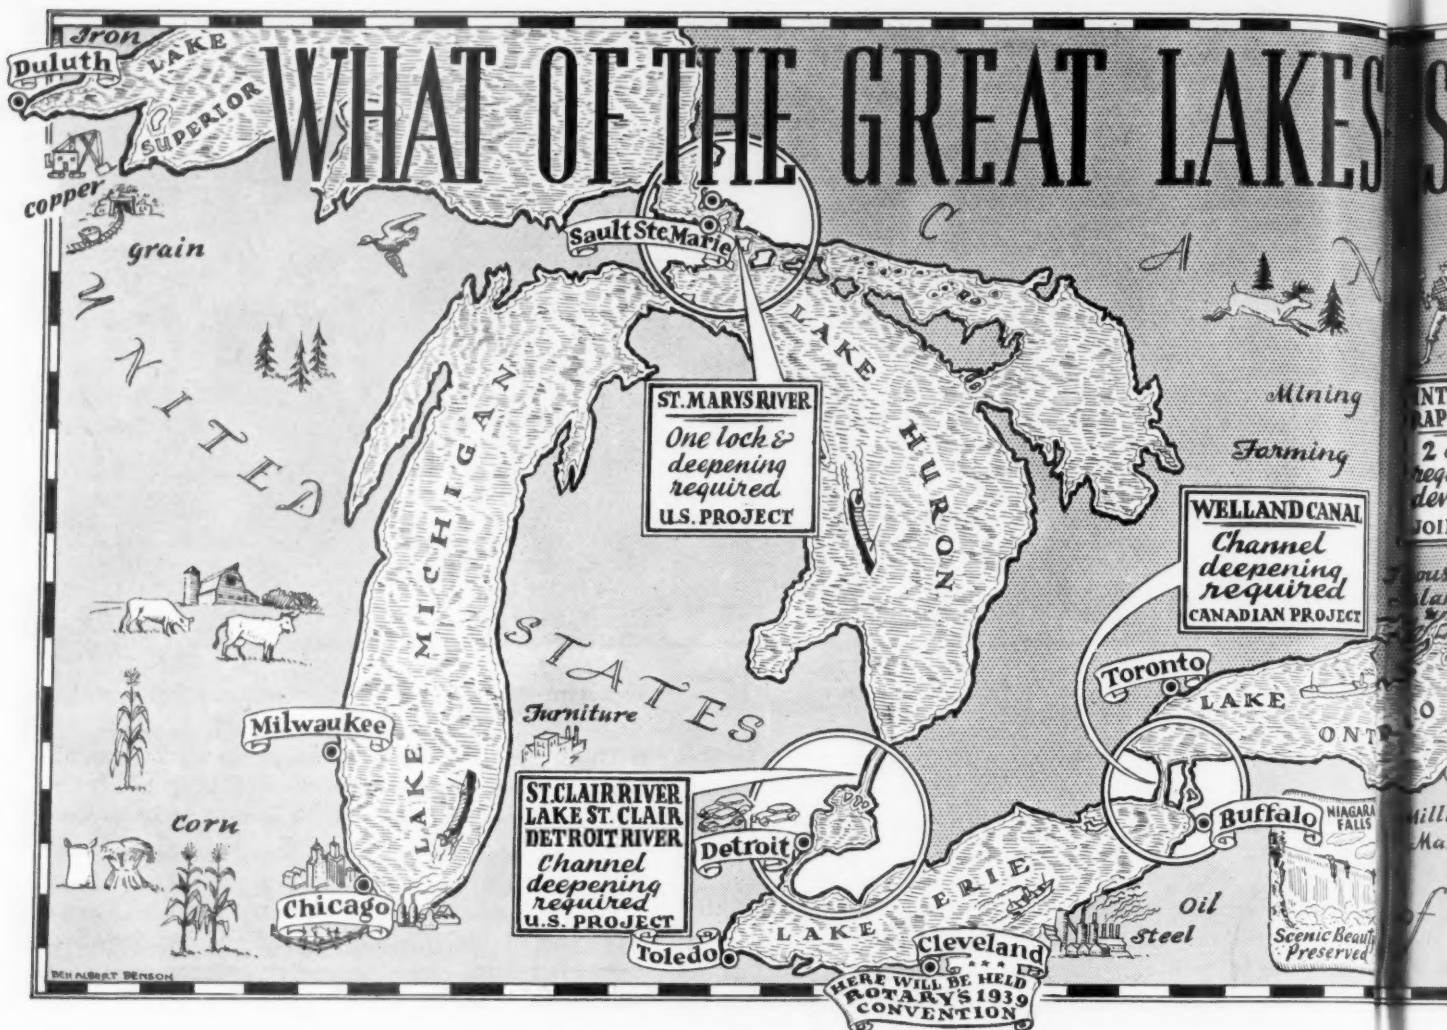 WHAT OF THE GREAT LAKES S
Iron
Duluth
LAKE
SUPERIOR
copper
grain
Sault Ste. Marie
C A N
UNITED
STATES
LAKE
MICHIGAN
LAKE
HURON
ST. MARYS RIVER
One lock &
deepening
required
U.S. PROJECT
Mining
Farming
WELLAND CANAL
Channel
deepening
required
CANADIAN PROJECT
Toronto
LAKE
Milwaukee
Furniture
ST. CLAIR RIVER
LAKE ST. CLAIR
DETROIT RIVER
Channel
deepening
required
U.S. PROJECT
Detroit
Buffalo
NIAGARA
FALLS
Corn
Chicago
LAKE ERIE
Oil
Steel
Scenic Beauty
Preserved
Toledo
Cleveland
HERE WILL BE HELD
ROTARY'S 1939
CONVENTION
BEN ALBERT BENSON